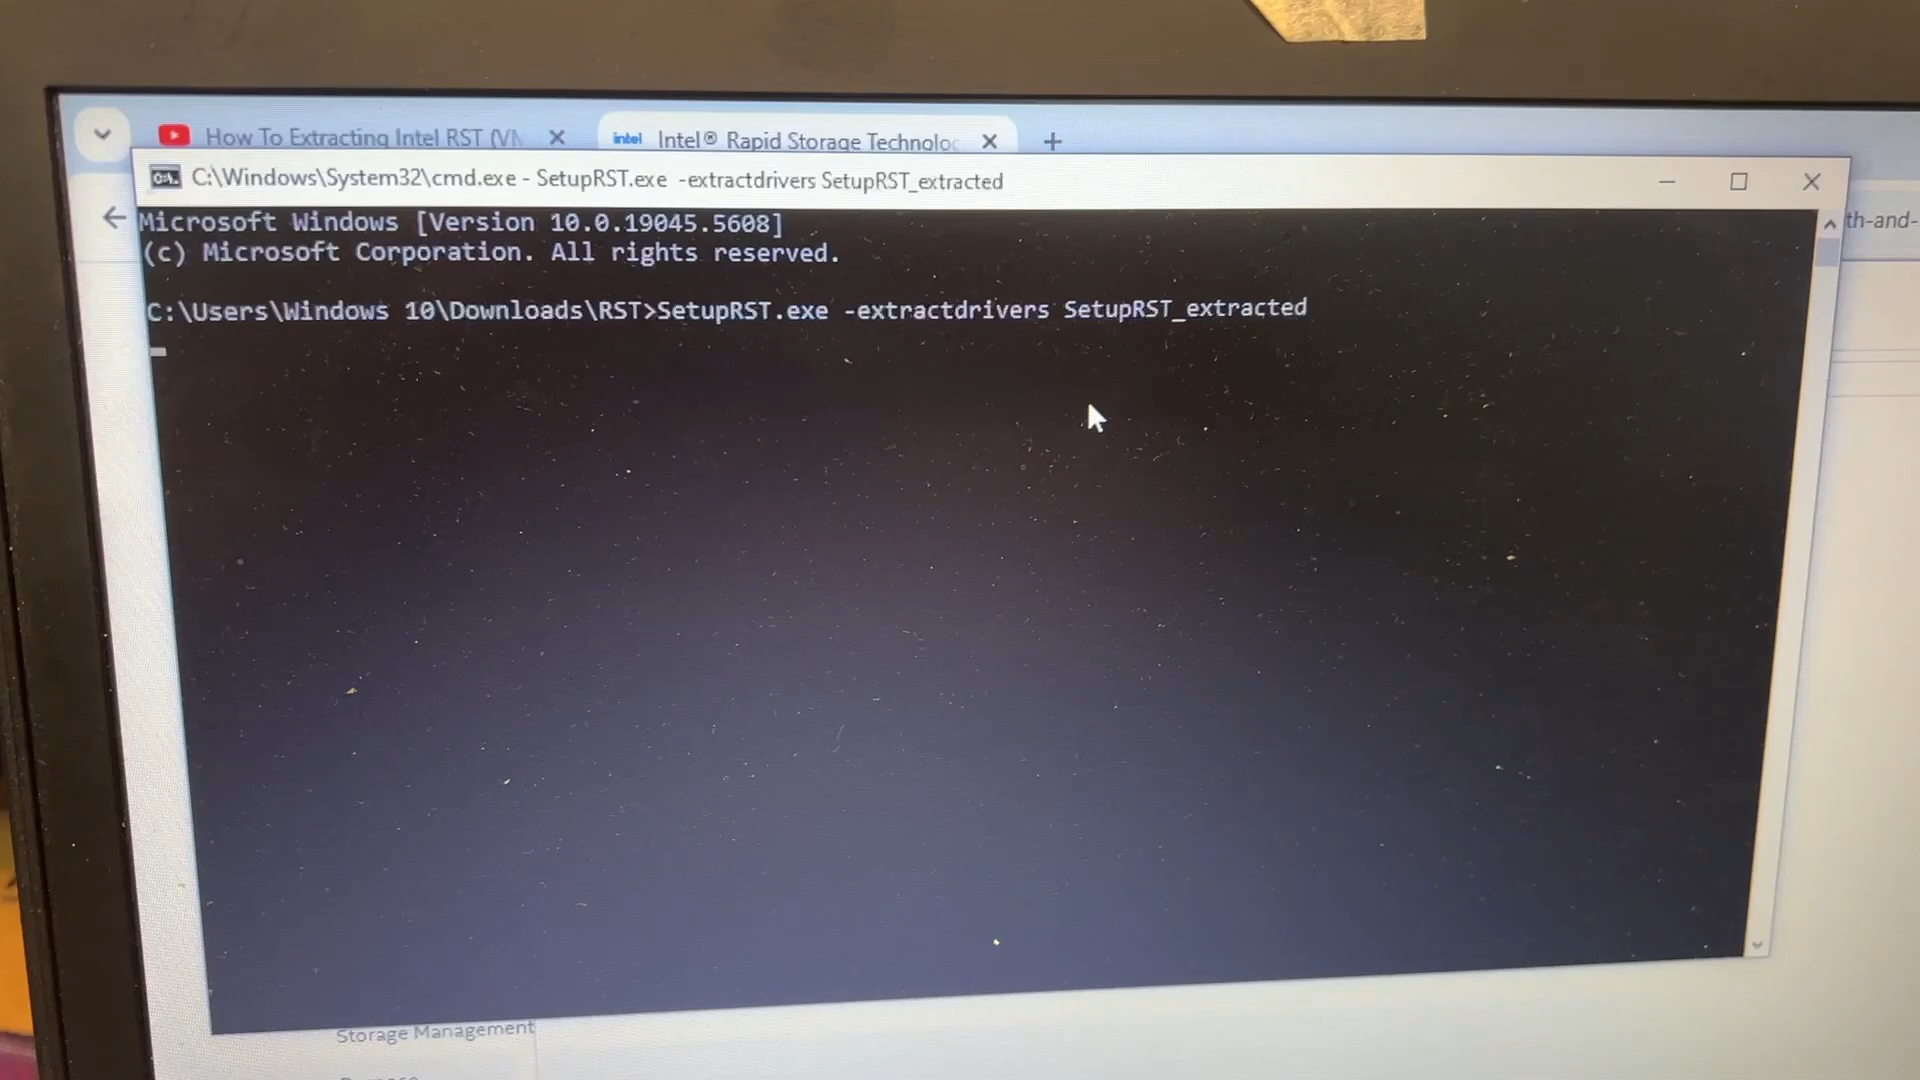 How To Extracting Intel RST (VM
intel Intel® Rapid Storage Technoloc
C:\Windows\System32\cmd.exe - SetupRST.exe -extractdrivers SetupRST_extracted
th-and-
Microsoft Windows [Version 10.0.19045.5608]
(c) Microsoft Corporation. All rights reserved.
C:\Users\Windows 10\Downloads\RST>SetupRST.exe -extractdrivers SetupRST_extracted
Storage Management